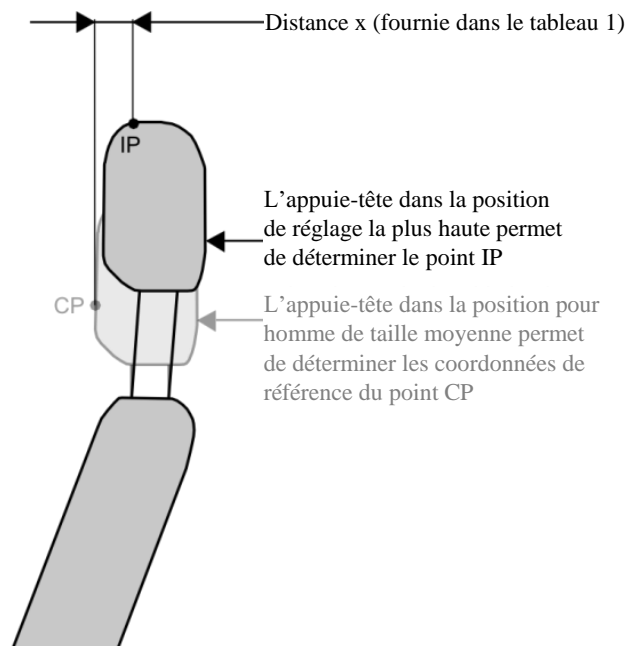 Distance x (fournie dans le tableau 1)
IP
L’appuie-tête dans la position
de réglage la plus haute permet
de déterminer le point IP
CP
L’appuie-tête dans la position pour
homme de taille moyenne permet
de déterminer les coordonnées de
référence du point CP